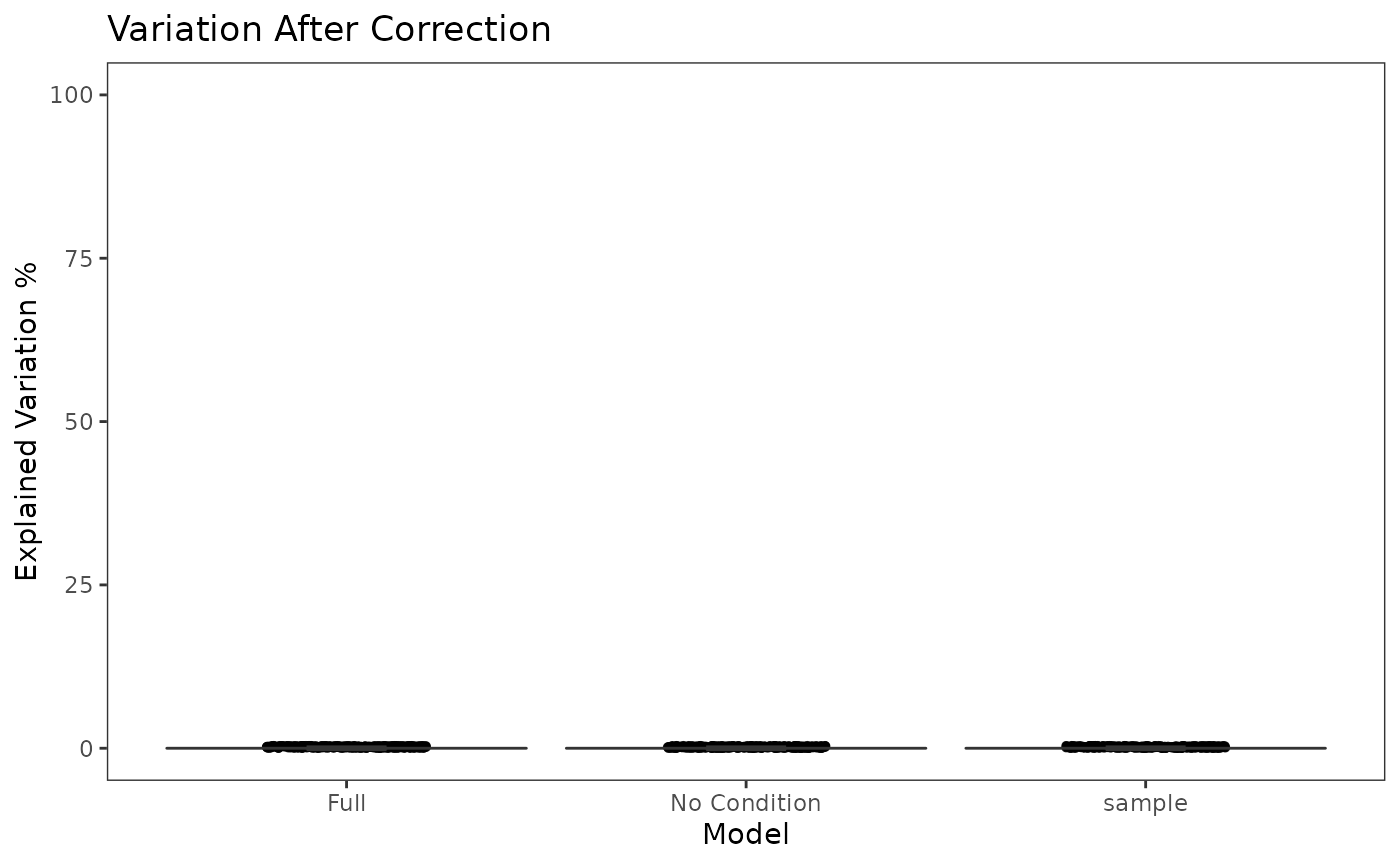 Variation After Correction
Explained Variation %
100
75
50
25
0
Full
No Condition
sample
Model